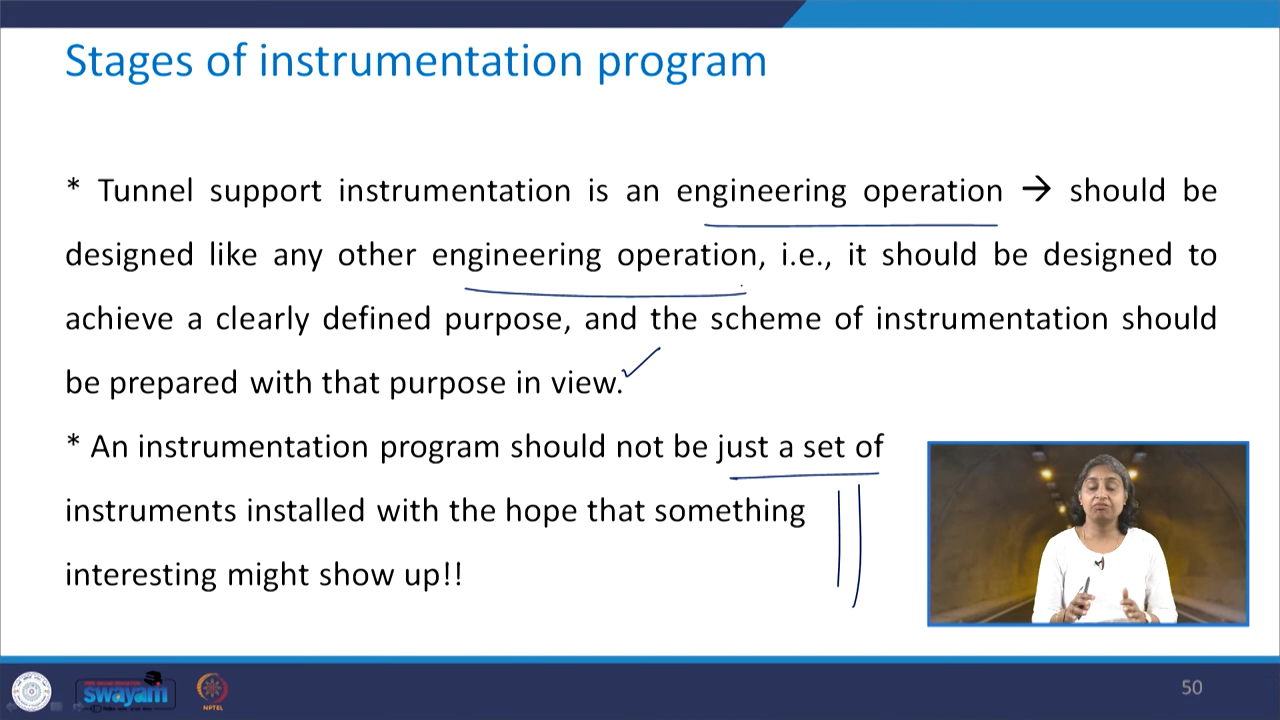 Stages of instrumentation program
* Tunnel support instrumentation is an engineering operation → should be
designed like any other engineering operation, i.e., it should be designed to
achieve a clearly defined purpose, and the scheme of instrumentation should
be prepared with that purpose in view.
* An instrumentation program should not be just a set of
instruments installed with the hope that something
interesting might show up!!
swayam
NPTEL
50